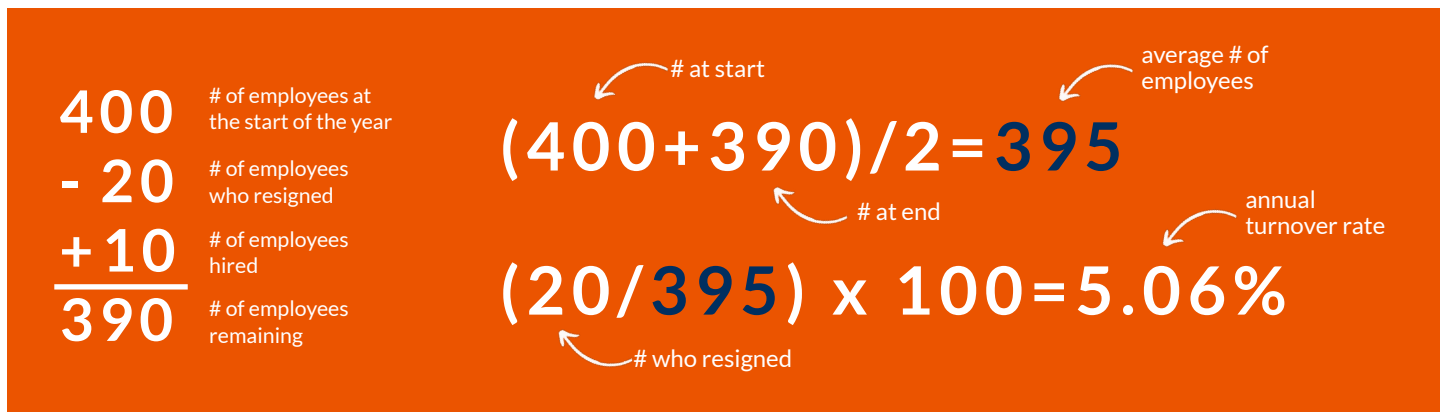 400
# of employees at
the start of the year
- 20
# of employees
who resigned
+10
# of employees
hired
390
# of employees
remaining
# at start
average # of
employees
(400+390)/2=395
# at end
annual
turnover rate
(20/395) x 100=5.06%
# who resigned